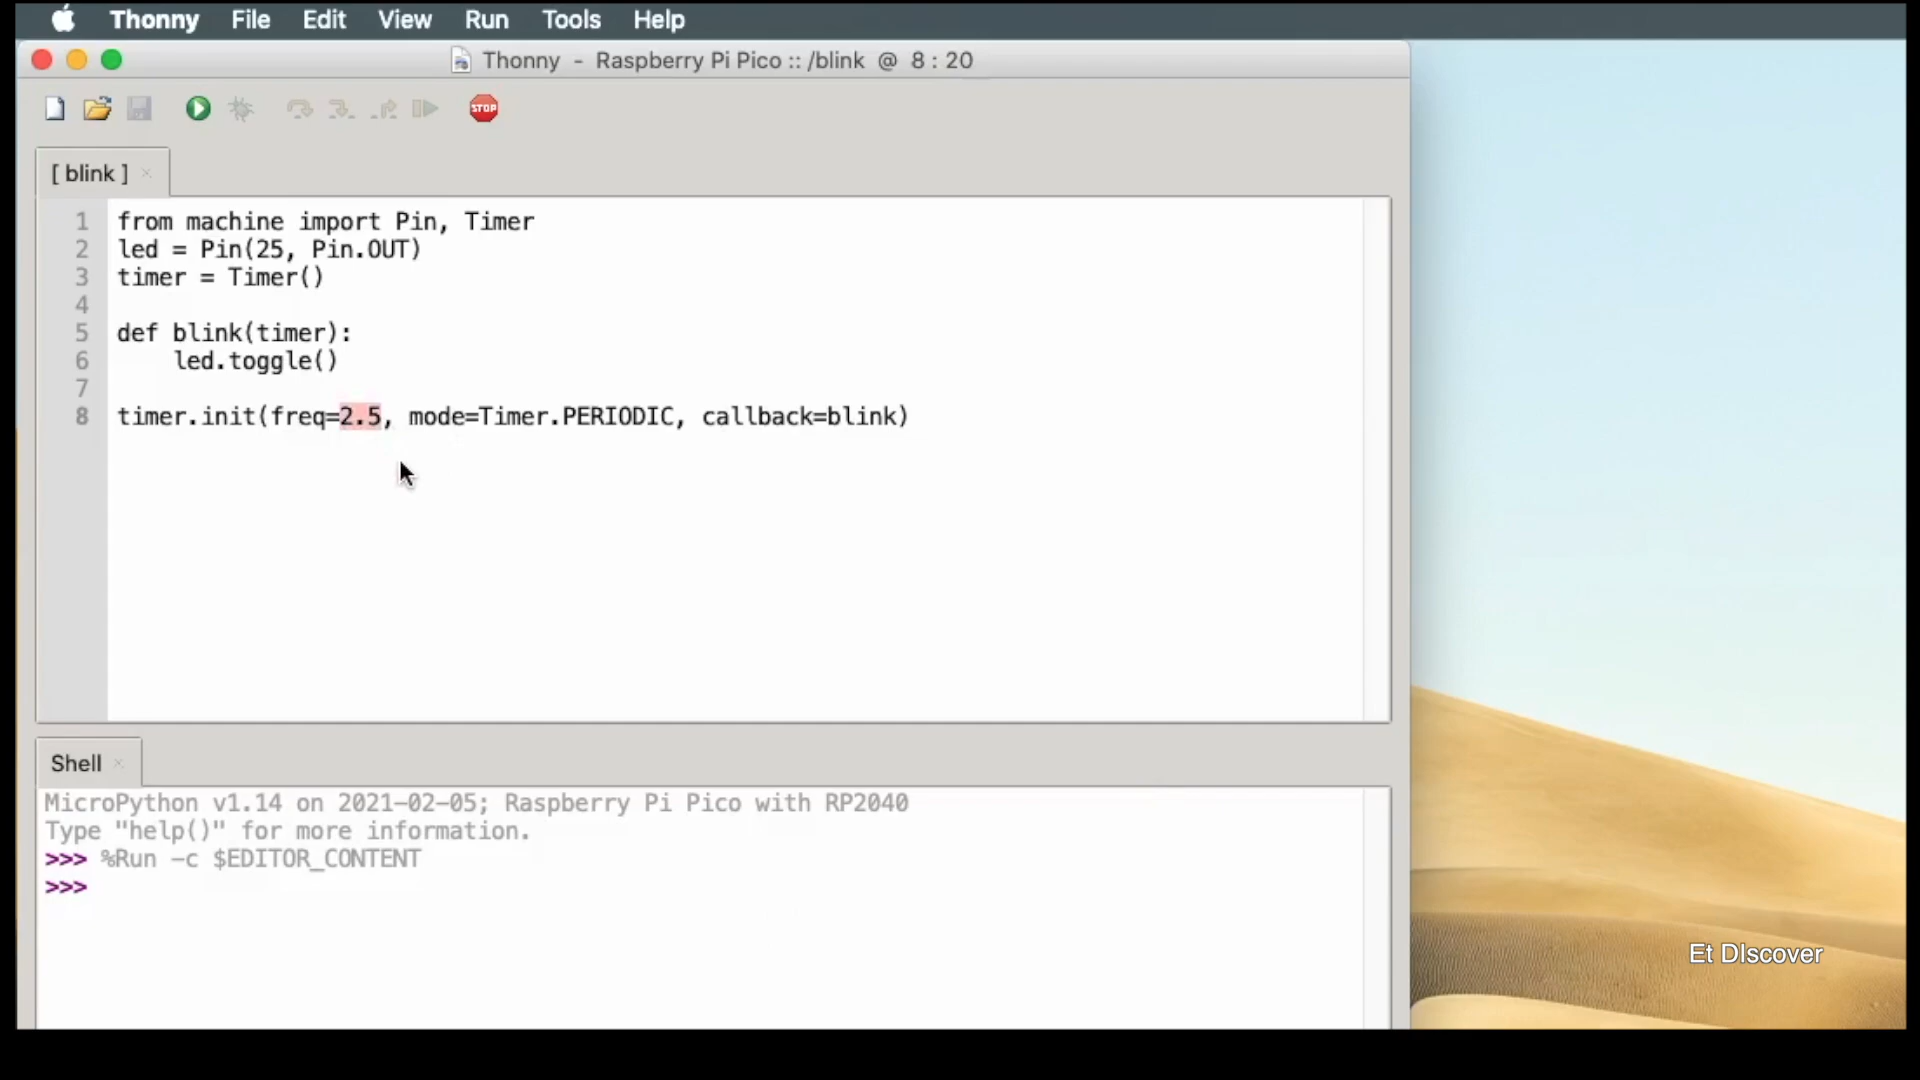 Thonny File Edit View Run Tools Help
Thonny - Raspberry Pi Pico :: /blink @ 8 : 20
STOP
[ blink ]
1 from machine import Pin, Timer
2 led = Pin(25, Pin.OUT)
3 timer = Timer()
4
5 def blink(timer):
6 led.toggle()
7
8 timer.init(freq=2.5, mode=Timer.PERIODIC, callback=blink)
Shell
MicroPython v1.14 on 2021-02-05; Raspberry Pi Pico with RP2040
Type "help()" for more information.
>>> %Run -c $EDITOR_CONTENT
>>>
Et DIscover